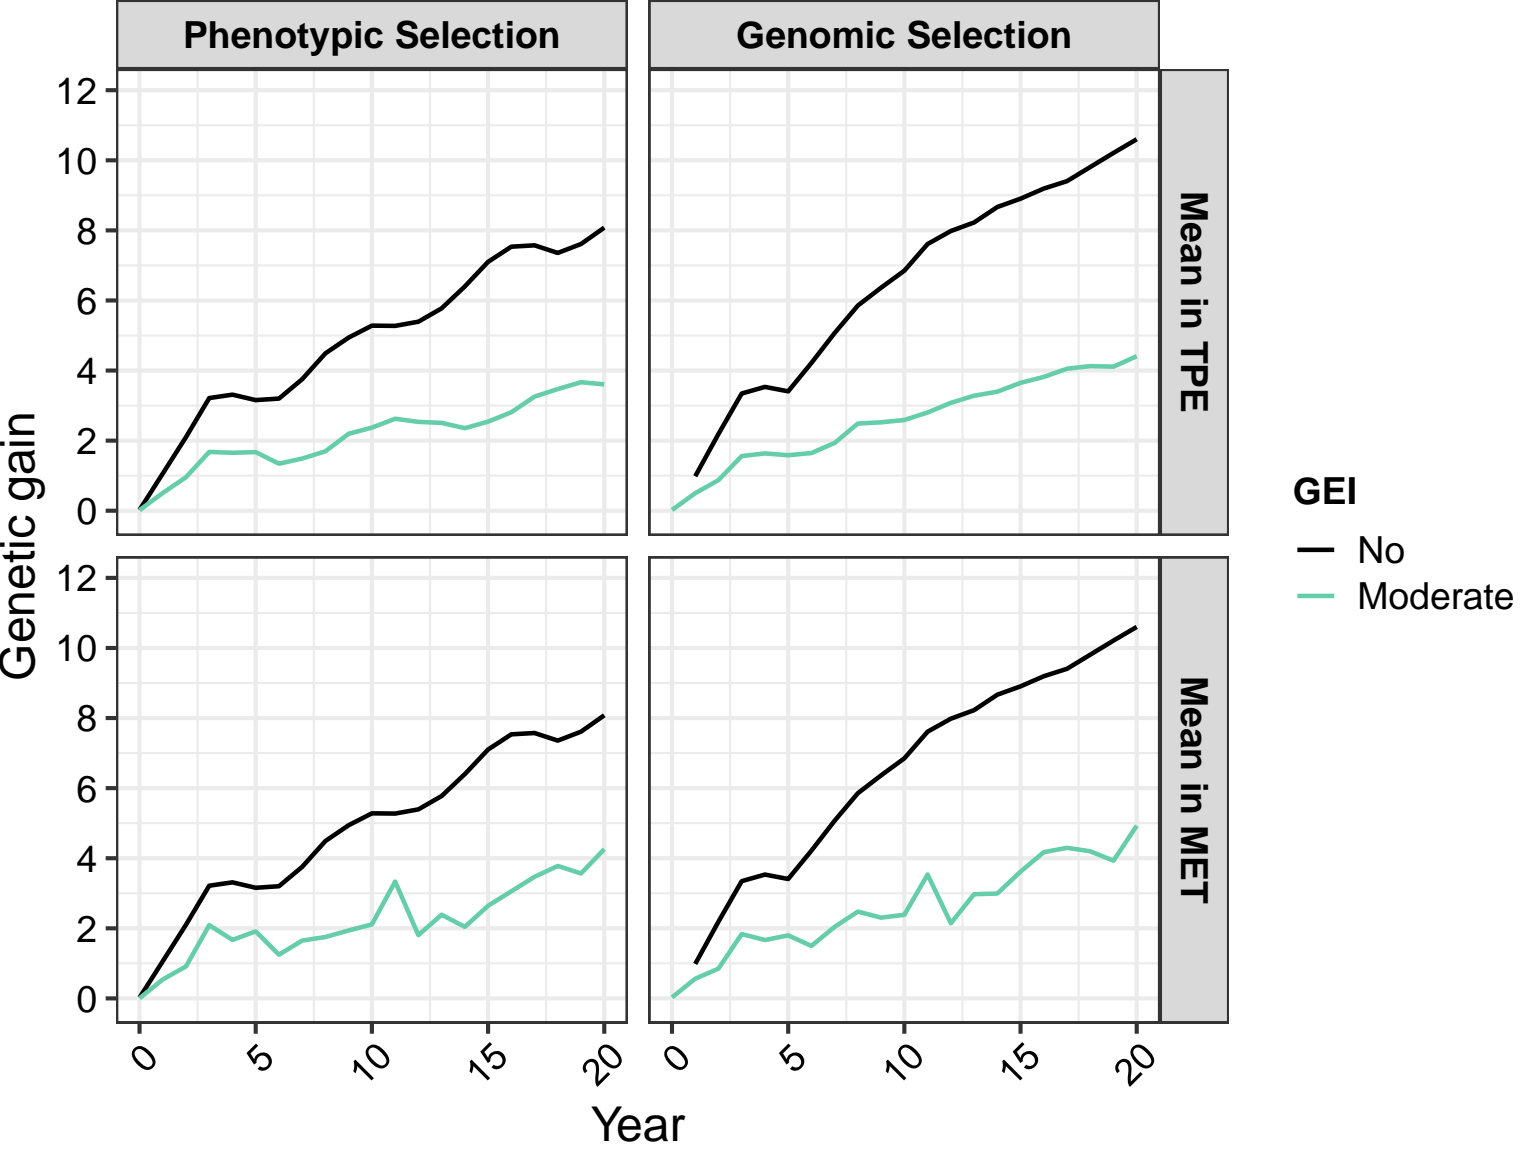 Phenotypic Selection
Genomic Selection
12
10
8
6
4
2
0
Mean in TPE
12
10
8
6
4
2
0
Mean in MET
Genetic gain
0 5 10 15 20
0 5 10 15 20
Year
GEI
No
Moderate